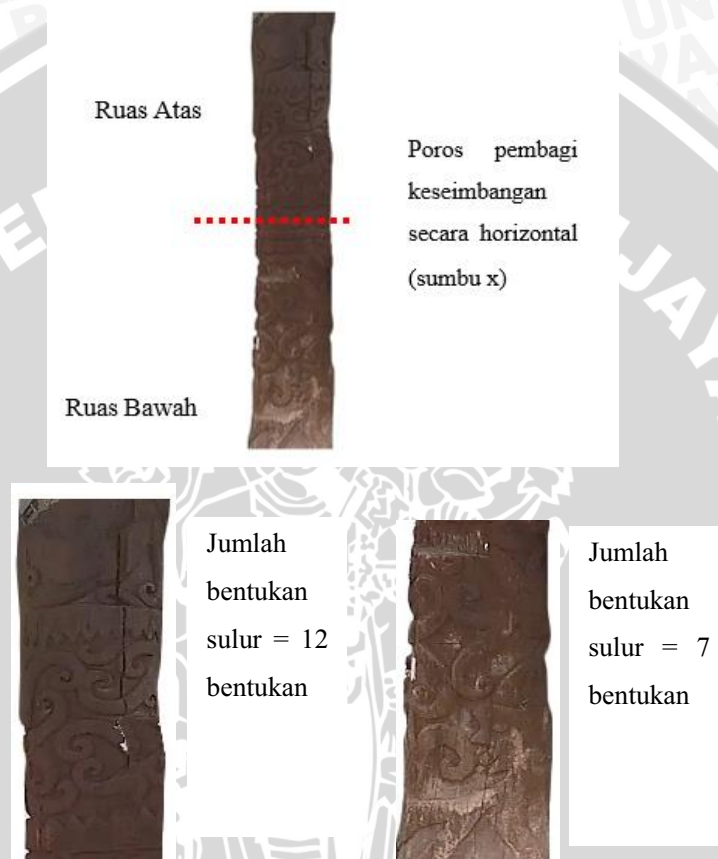 Ruas Atas
Poros pembagi
keseimbangan
secara horizontal
(sumbu x)
Ruas Bawah
Jumlah
bentukan
sulur = 12
bentukan
Jumlah
bentukan
sulur = 7
bentukan